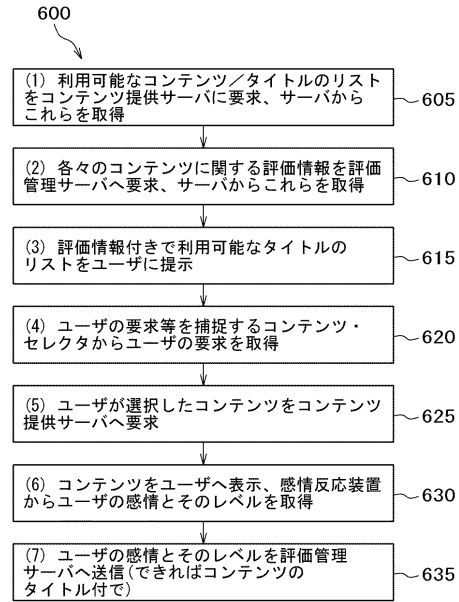 600
(1) 利用可能なコンテンツ／タイトルのリスト
をコンテンツ提供サーバに要求、サーバから
これらを取得
605
(2) 各々のコンテンツに関する評価情報を評価
管理サーバへ要求、サーバからこれらを取得
610
(3) 評価情報付きで利用可能なタイトルの
リストをユーザに提示
615
(4) ユーザの要求等を捕捉するコンテンツ・
セレクタからユーザの要求を取得
620
(5) ユーザが選択したコンテンツをコンテンツ
提供サーバへ要求
625
(6) コンテンツをユーザへ表示、感情反応装置
からユーザの感情とそのレベルを取得
630
(7) ユーザの感情とそのレベルを評価管理
サーバへ送信(できればコンテンツの
タイトル付で)
635